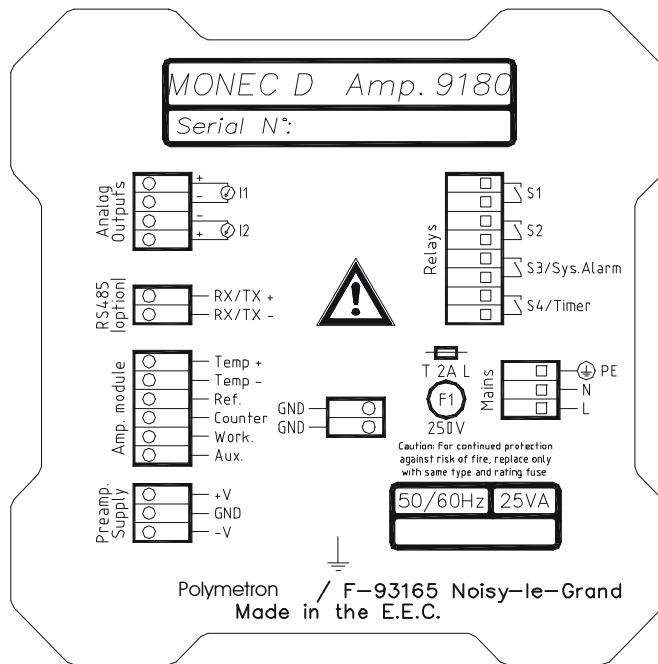 MONEC D Amp. 9180
Serial N°:
Analog Outputs
+
- I1
-
+ I2
RS485 (option)
RX/TX +
RX/TX -
Amp. module
Temp +
Temp -
Ref.
Counter
Work.
Aux.
Preamp. Supply
+V
GND
-V
GND
GND
Relays
S1
S2
S3/Sys.Alarm
S4/Timer
T 2A L
F1
250V
Mains
PE
N
L
Caution: For continued protection
against risk of fire, replace only
with same type and rating fuse
50/60Hz 25VA
Polymetron / F-93165 Noisy-le-Grand
Made in the E.E.C.